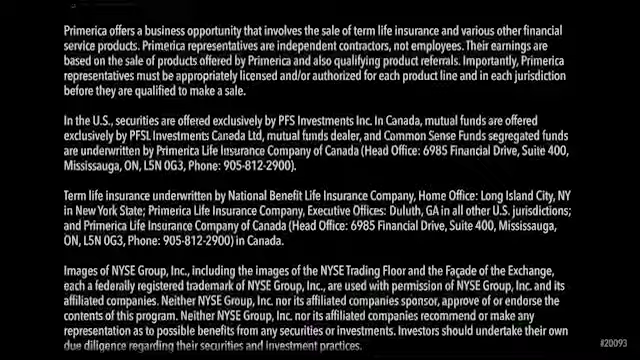 Primerica offers a business opportunity that involves the sale of term life insurance and various other financial
service products. Primerica representatives are independent contractors, not employees. Their earnings are
based on the sale of products offered by Primerica and also qualifying product referrals. Importantly, Primerica
representatives must be appropriately licensed and/or authorized for each product line and in each jurisdiction
before they are qualified to make a sale.
In the U.S., securities are offered exclusively by PFS Investments Inc. In Canada, mutual funds are offered
exclusively by PFSL Investments Canada Ltd, mutual funds dealer, and Common Sense Funds segregated funds
are underwritten by Primerica Life Insurance Company of Canada (Head Office: 6985 Financial Drive, Suite 400,
Mississauga, ON, L5N 0G3, Phone: 905-812-2900).
Term life insurance underwritten by National Benefit Life Insurance Company, Home Office: Long Island City, NY
in New York State; Primerica Life Insurance Company, Executive Offices: Duluth, GA in all other U.S. jurisdictions;
and Primerica Life Insurance Company of Canada (Head Office: 6985 Financial Drive, Suite 400, Mississauga,
ON, L5N 0G3, Phone: 905-812-2900) in Canada.
Images of NYSE Group, Inc., including the images of the NYSE Trading Floor and the Façade of the Exchange,
each a federally registered trademark of NYSE Group, Inc., are used with permission of NYSE Group, Inc. and its
affiliated companies. Neither NYSE Group, Inc. nor its affiliated companies sponsor, approve of or endorse the
contents of this program. Neither NYSE Group, Inc. nor its affiliated companies recommend or make any
representation as to possible benefits from any securities or investments. Investors should undertake their own
due diligence regarding their securities and investment practices.
#20093